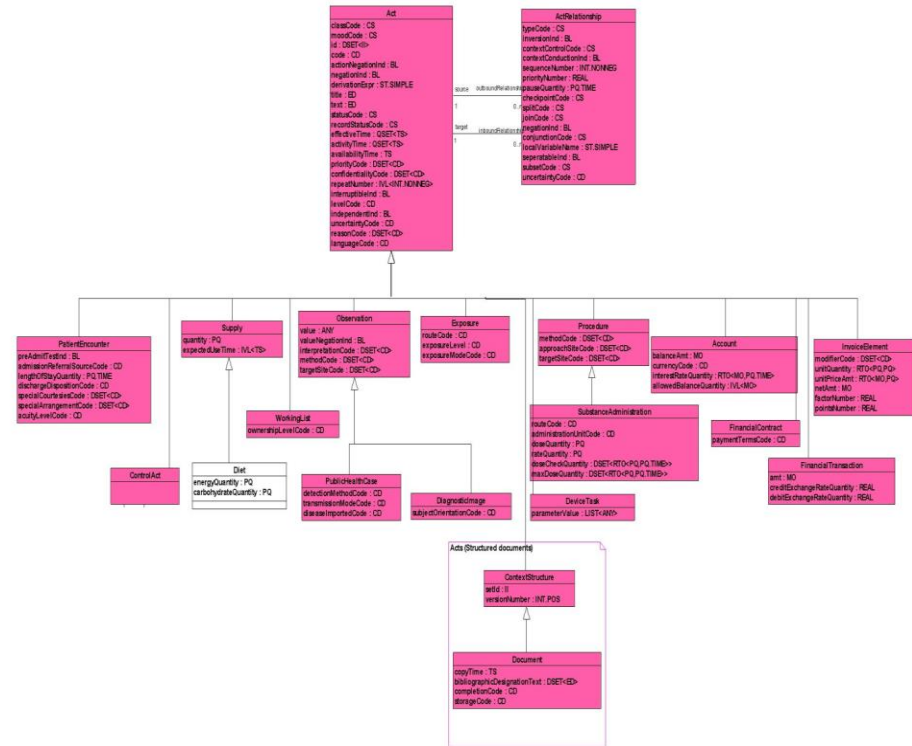 Act
classCode : CS
moodCode : CS
id : DSET<II>
code : CD
actionNegationInd : BL
negationInd : BL
derivationExpr : ST.SIMPLE
title : ED
text : ED
statusCode : CS
recordStatusCode : CS
effectiveTime : QSET<TS>
activityTime : QSET<TS>
availabilityTime : TS
priorityCode : DSET<CD>
confidentialityCode : DSET<CD>
repeatNumber : IVL<INT.NONNEG>
interruptibleInd : BL
levelCode : CD
independentInd : BL
uncertaintyCode : CD
reasonCode : DSET<CD>
languageCode : CD
source
outboundRelationship
1
0..n
target
inboundRelationship
1
0..n
ActRelationship
typeCode : CS
inversionInd : BL
contextControlCode : CS
contextConductionInd : BL
sequenceNumber : INT.NONNEG
priorityNumber : REAL
pauseQuantity : PQ.TIME
checkpointCode : CS
splitCode : CS
joinCode : CS
negationInd : BL
conjunctionCode : CS
localVariableName : ST.SIMPLE
seperatableInd : BL
subsetCode : CS
uncertaintyCode : CD
PatientEncounter
preAdmitTestInd : BL
admissionReferralSourceCode : CD
lengthOfStayQuantity : PQ.TIME
dischargeDispositionCode : CD
specialCourtesiesCode : DSET<CD>
specialArrangementCode : DSET<CD>
acuityLevelCode : CD
Supply
quantity : PQ
expectedUseTime : IVL<TS>
Observation
value : ANY
valueNegationInd : BL
interpretationCode : DSET<CD>
methodCode : DSET<CD>
targetSiteCode : DSET<CD>
Exposure
routeCode : CD
exposureLevel : CD
exposureModeCode : CD
Procedure
methodCode : DSET<CD>
approachSiteCode : DSET<CD>
targetSiteCode : DSET<CD>
Account
balanceAmt : MO
currencyCode : CD
interestRateQuantity : RTO<MO,PQ.TIME>
allowedBalanceQuantity : IVL<MO>
InvoiceElement
modifierCode : DSET<CD>
unitQuantity : RTO<PQ,PQ>
unitPriceAmt : RTO<MO,PQ>
netAmt : MO
factorNumber : REAL
pointsNumber : REAL
WorkingList
ownershipLevelCode : CD
SubstanceAdministration
routeCode : CD
administrationUnitCode : CD
doseQuantity : PQ
rateQuantity : PQ
doseCheckQuantity : DSET<RTO<PQ,PQ.TIME>>
maxDoseQuantity : DSET<RTO<PQ,PQ.TIME>>
FinancialContract
paymentTermsCode : CD
ControlAct
Diet
energyQuantity : PQ
carbohydrateQuantity : PQ
PublicHealthCase
detectionMethodCode : CD
transmissionModeCode : CD
diseaseImportedCode : CD
DiagnosticImage
subjectOrientationCode : CD
DeviceTask
parameterValue : LIST<ANY>
FinancialTransaction
amt : MO
creditExchangeRateQuantity : REAL
debitExchangeRateQuantity : REAL
Acts (Structured documents)
ContextStructure
setId : II
versionNumber : INT.POS
Document
copyTime : TS
bibliographicDesignationText : DSET<ED>
completionCode : CD
storageCode : CD